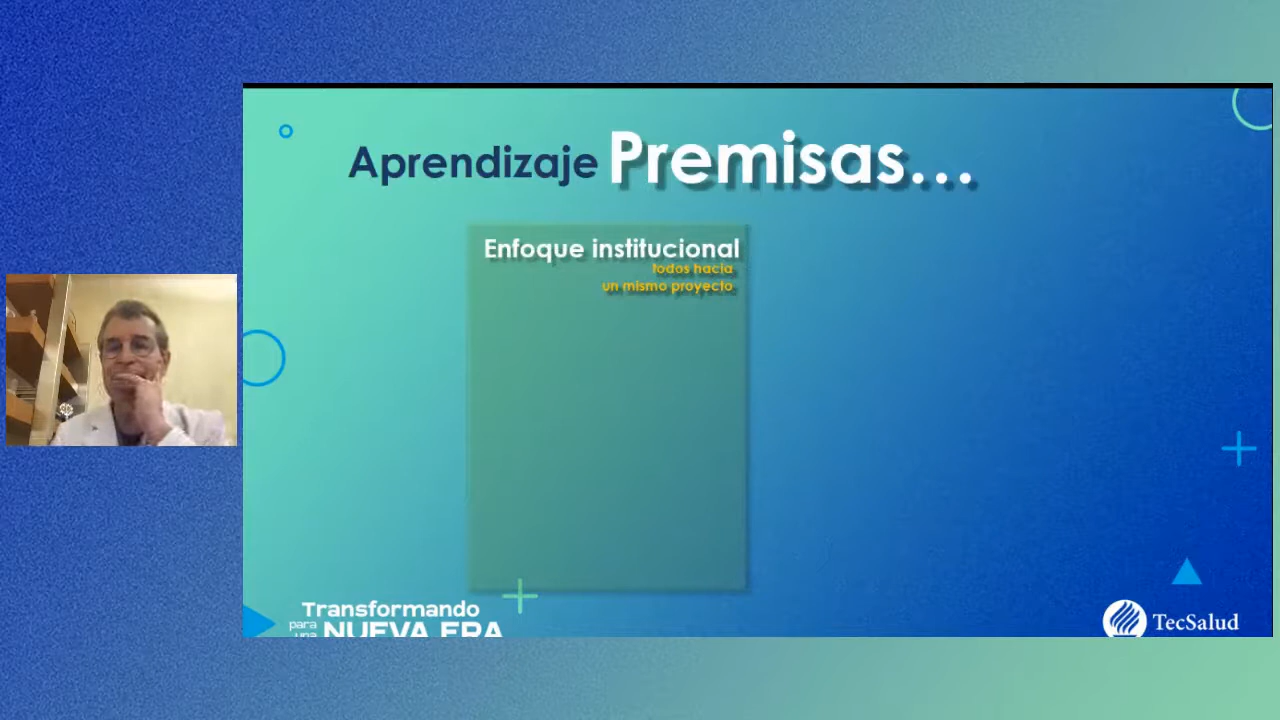 Aprendizaje Premisas...
Enfoque institucional
todos hacia
un mismo proyecto
Transformando
para
una NUEVA ERA
TecSalud